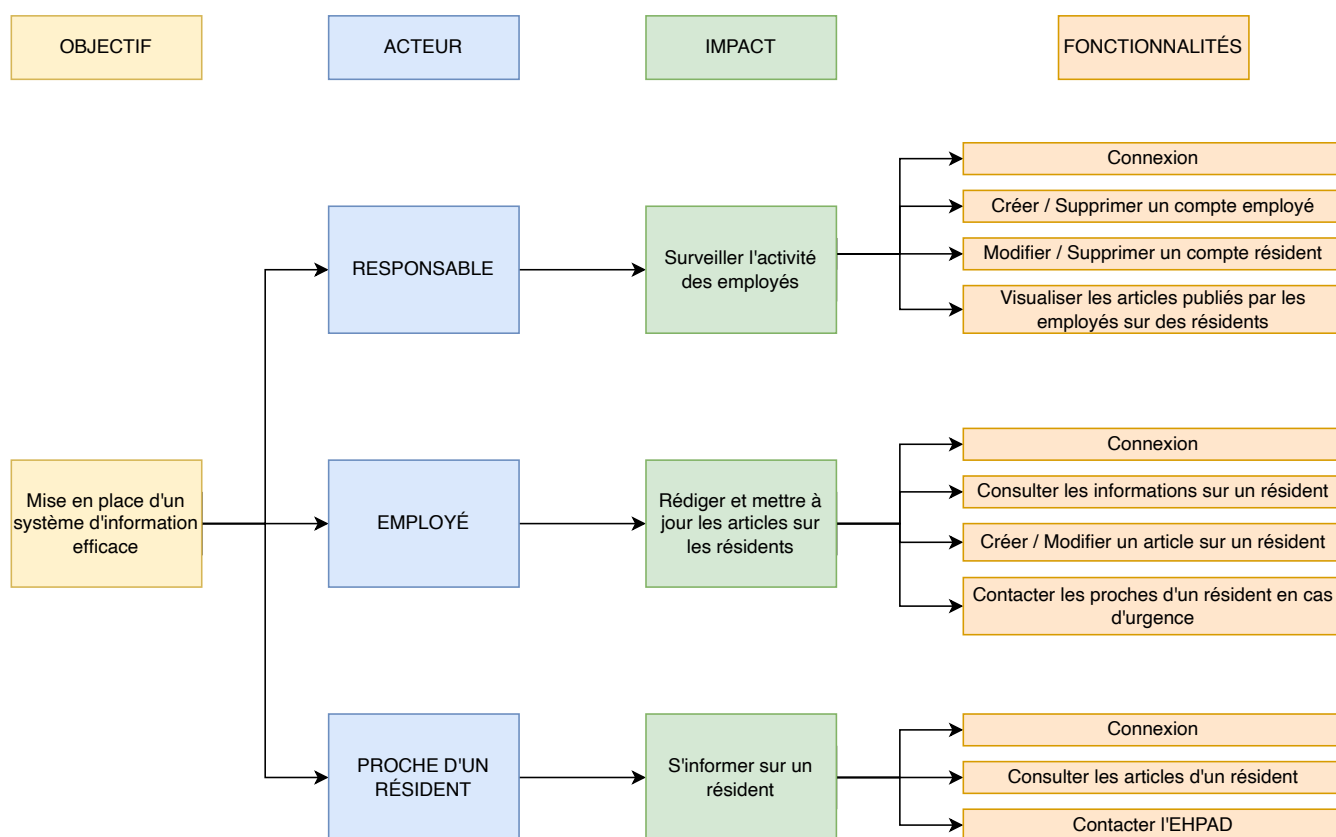 OBJECTIF
ACTEUR
IMPACT
FONCTIONNALITÉS
RESPONSABLE
Surveiller l'activité
des employés
Connexion
Créer / Supprimer un compte employé
Modifier / Supprimer un compte résident
Visualiser les articles publiés par les
employés sur des résidents
Mise en place d'un
système d'information
efficace
EMPLOYÉ
Rédiger et mettre à
jour les articles sur
les résidents
Connexion
Consulter les informations sur un résident
Créer / Modifier un article sur un résident
Contacter les proches d'un résident en cas
d'urgence
PROCHE D'UN
RÉSIDENT
S'informer sur un
résident
Connexion
Consulter les articles d'un résident
Contacter l'EHPAD